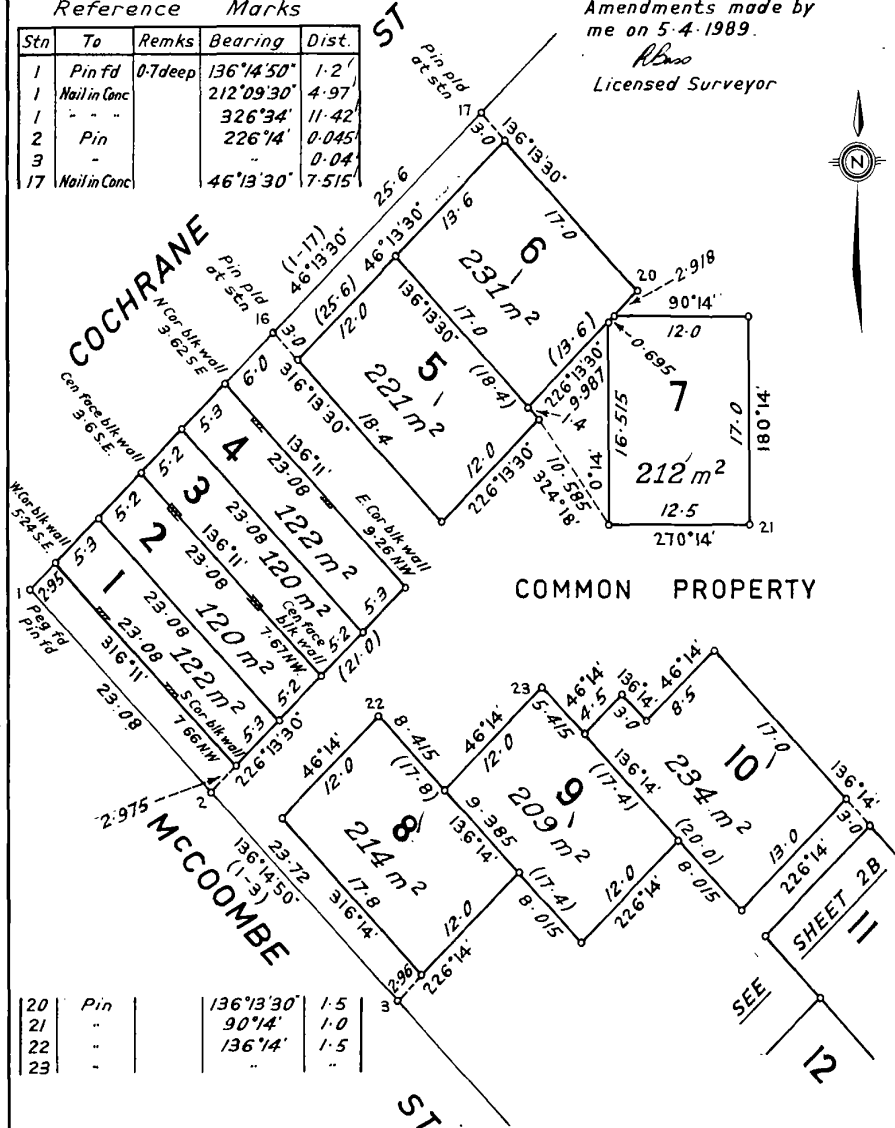 Reference Marks
Stn To Remks Bearing Dist.
1 Pin fd 0·7deep 136°14'50" 1·2
1 Nail in Conc 212°09'30" 4·97
1 " " " 326°34' 11·42
2 Pin 226°14' 0·045
3 " " 0·04
17 Nail in Conc 46°13'30" 7·515
Amendments made by
me on 5·4·1989.
Licensed Surveyor
N
COCHRANE
ST
Pin pld
at stn
17
3·0
136°13'30"
25·6
(1-17)
46°13'30"
Pin pld
at stn
16
3·0
(25·6)
46°13'30"
13·6
17·0
6
231 m²
20
2·918
(13·6)
226°13'30"
9·987
0·695
90°14'
12·0
7
16·515
0°14'
17·0
180°14'
212 m²
12·5
270°14'
21
12·0
136°13'30"
17·0
(18·4)
5
221 m²
316°13'30"
18·4
12·0
226°13'30"
1·4
10·585
324°18'
N Cor blk wall
3·62 S.E
Cen face blk wall
3·6 S.E.
W.Cor blk wall
5·24 S.E.
6·0
5·3
5·2
5·2
5·3
2·95
1
Peg fd
Pin fd
4
136°11'
23·08
122 m²
E. Cor blk wall
9·26 NW
3
23·08
120 m²
136°11'
23·08
2
120 m²
Cen face
blk wall
7·67 NW.
1
23·08
122 m²
316°11'
23·08
S Cor blk wall
7·66 NW
5·3
5·2
(21·0)
5·2
5·3
226°13'30"
23·08
2·975
2
COMMON PROPERTY
McCOOMBE
ST
136°14'50"
(1-3)
23·72
22
46°14'
12·0
8·415
(17·8)
8
214 m²
17·8
316°14'
12·0
226°14'
2·96
3
23
46°14'
12·0
5·415
9·385
136°14'
9
209 m²
(17·4)
136°14'
(17·4)
8·015
12·0
226°14'
46°14'
4·5
136°14'
3·0
46°14'
8·5
17·0
10
234 m²
(20·0)
8·015
13·0
226°14'
136°14'
3·0
SEE SHEET 2B
11
12
20 Pin 136°13'30" 1·5
21 " 90°14' 1·0
22 " 136°14' 1·5
23 " " "